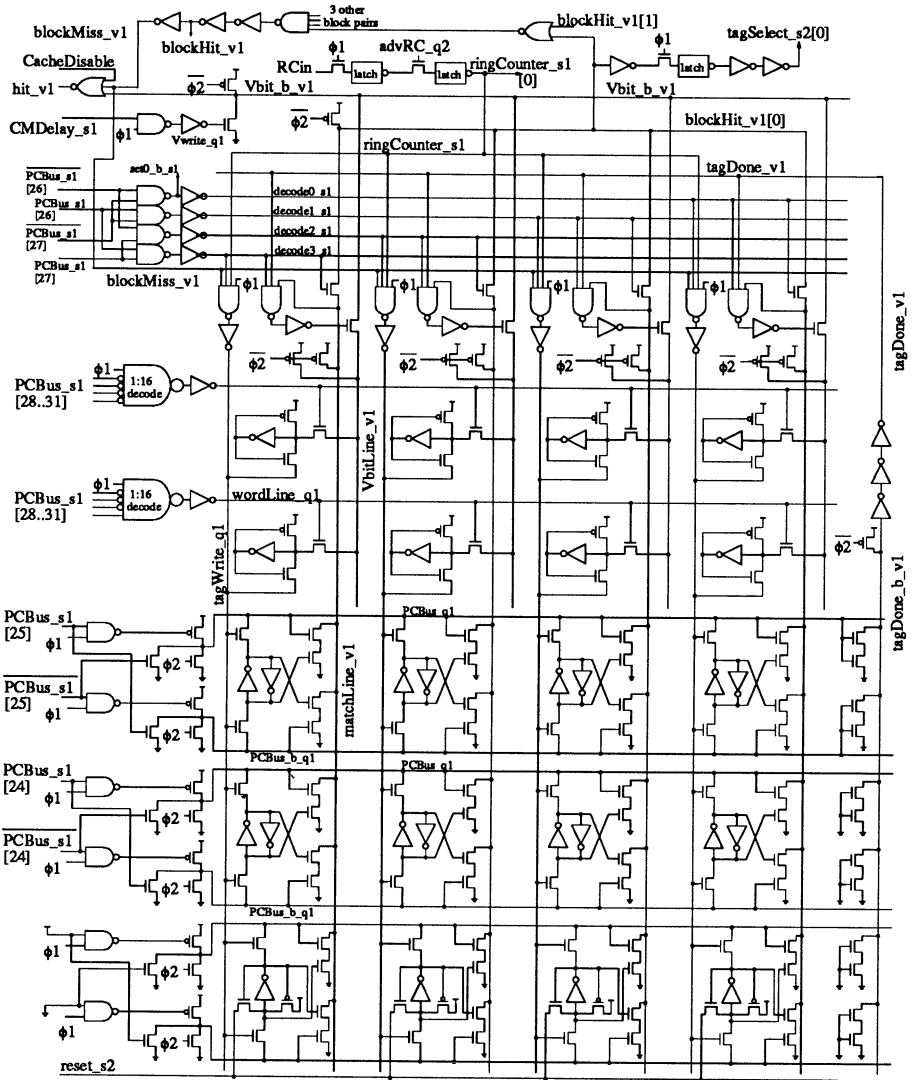 3 other
block pairs
blockMiss_v1
blockHit_v1
blockHit_v1[1]
ϕ1
advRC_q2
ϕ1
tagSelect_s2[0]
CacheDisable
RCin
latch
latch
ringCounter_s1
[0]
latch
hit_v1
ϕ2
Vbit_b_v1
Vbit_b_v1
CMDelay_s1
ϕ1
Vwrite_q1
ϕ2
blockHit_v1[0]
ringCounter_s1
tagDone_v1
PCBus_s1
[26]
set0_b_s1
decode0_s1
PCBus_s1
[26]
decode1_s1
PCBus_s1
[27]
decode2_s1
PCBus_s1
[27]
decode3_s1
blockMiss_v1
ϕ1
ϕ1
ϕ1
ϕ1
ϕ2
ϕ2
ϕ2
ϕ2
tagDone_v1
ϕ1
PCBus_s1
[28..31]
1:16
decode
VbitLine_v1
ϕ1
PCBus_s1
[28..31]
1:16
decode
wordLine_q1
tagWrite_q1
ϕ2
tagDone_b_v1
PCBus_s1
[25]
ϕ1
ϕ2
PCBus_q1
matchLine_v1
PCBus_s1
[25]
ϕ1
ϕ2
PCBus_b_q1
PCBus_q1
PCBus_s1
[24]
ϕ1
ϕ2
PCBus_s1
[24]
ϕ1
ϕ2
PCBus_b_q1
ϕ1
ϕ2
ϕ1
ϕ2
reset_s2